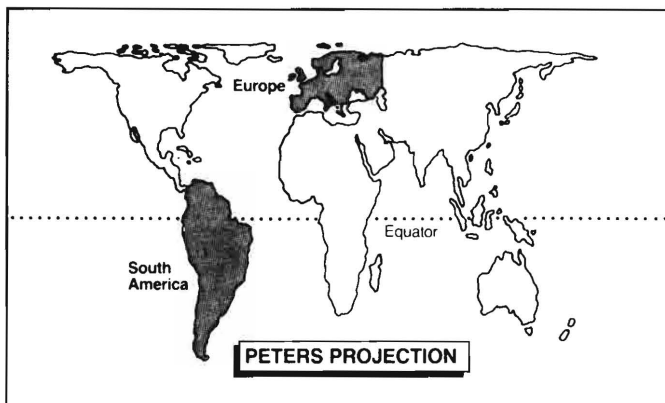 Europe
Equator
South
America
PETERS PROJECTION